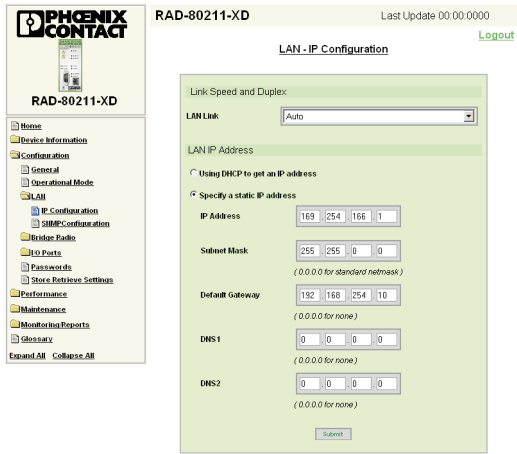 PHŒNIX
CONTACT
RAD-80211-XD
Home
Device Information
Configuration
General
Operational Mode
LAN
IP Configuration
SNMPConfiguration
Bridge Radio
I/O Ports
Passwords
Store Retrieve Settings
Performance
Maintenance
Monitoring/Reports
Glossary
Expand All Collapse All
RAD-80211-XD Last Update 00:00:0000
Logout
LAN - IP Configuration
Link Speed and Duplex
LAN Link Auto
LAN IP Address
Using DHCP to get an IP address
Specify a static IP address
IP Address 169 . 254 . 166 . 1
Subnet Mask 255 . 255 . 0 . 0
( 0.0.0.0 for standard netmask )
Default Gateway 192 . 168 . 254 . 10
( 0.0.0.0 for none )
DNS1 0 . 0 . 0 . 0
( 0.0.0.0 for none )
DNS2 0 . 0 . 0 . 0
( 0.0.0.0 for none )
Submit